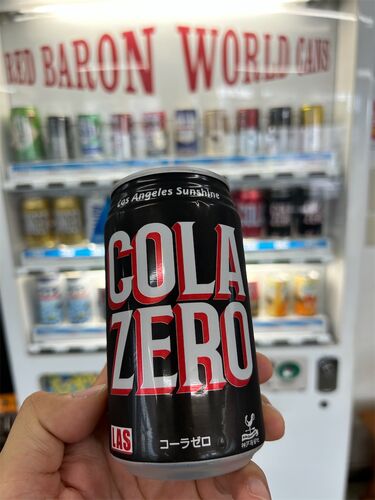 RED BARON WORLD CANS
Los Angeles Sunshine
COLA
ZERO
LAS
コーラゼロ